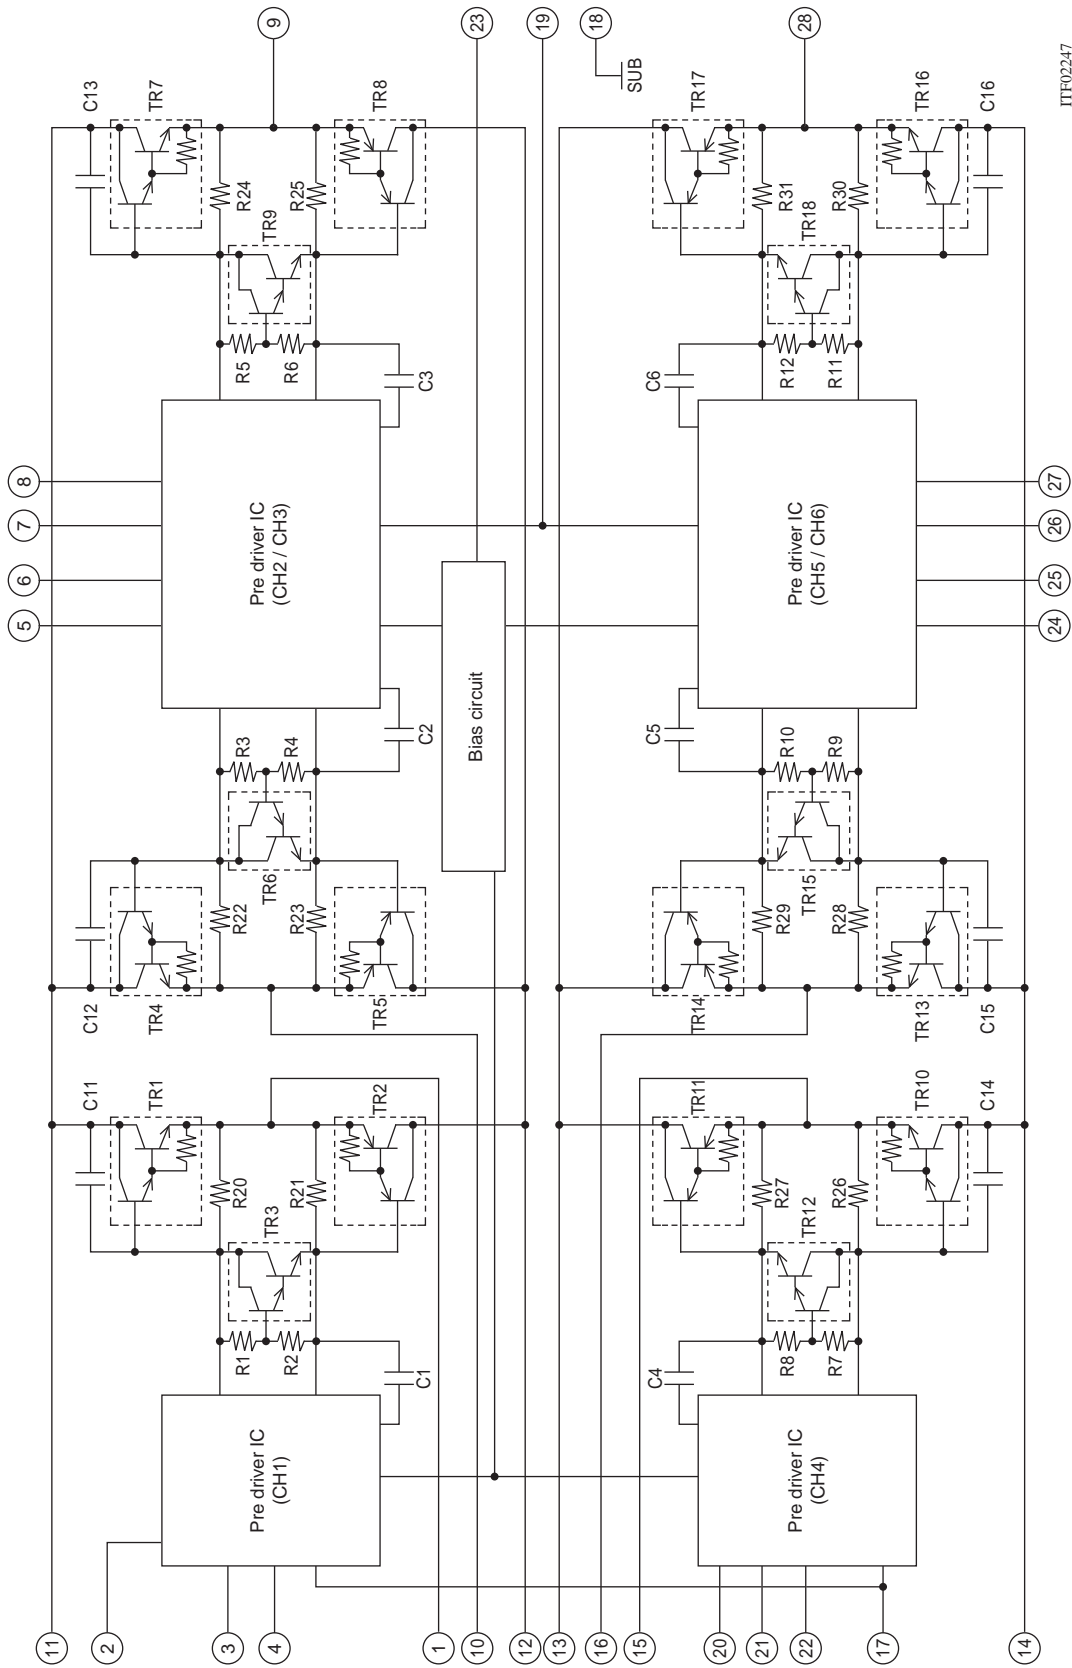 11
2
3
4
1
10
12
13
16
15
20
21
22
17
14
5
6
7
8
9
23
19
18
28
24
25
26
27
SUB
Pre driver IC
(CH1)
Pre driver IC
(CH2 / CH3)
Pre driver IC
(CH4)
Pre driver IC
(CH5 / CH6)
Bias circuit
C11
TR1
R20
TR3
R21
TR2
R1
R2
C1
C12
TR4
R22
TR6
R23
TR5
R3
R4
C2
C13
TR7
R24
TR9
R25
TR8
R5
R6
C3
C4
R8
R7
TR11
R27
TR12
R26
TR10
C14
C5
R10
R9
TR14
R29
TR15
R28
TR13
C15
C6
R12
R11
TR17
R31
TR18
R30
TR16
C16
ITF02247